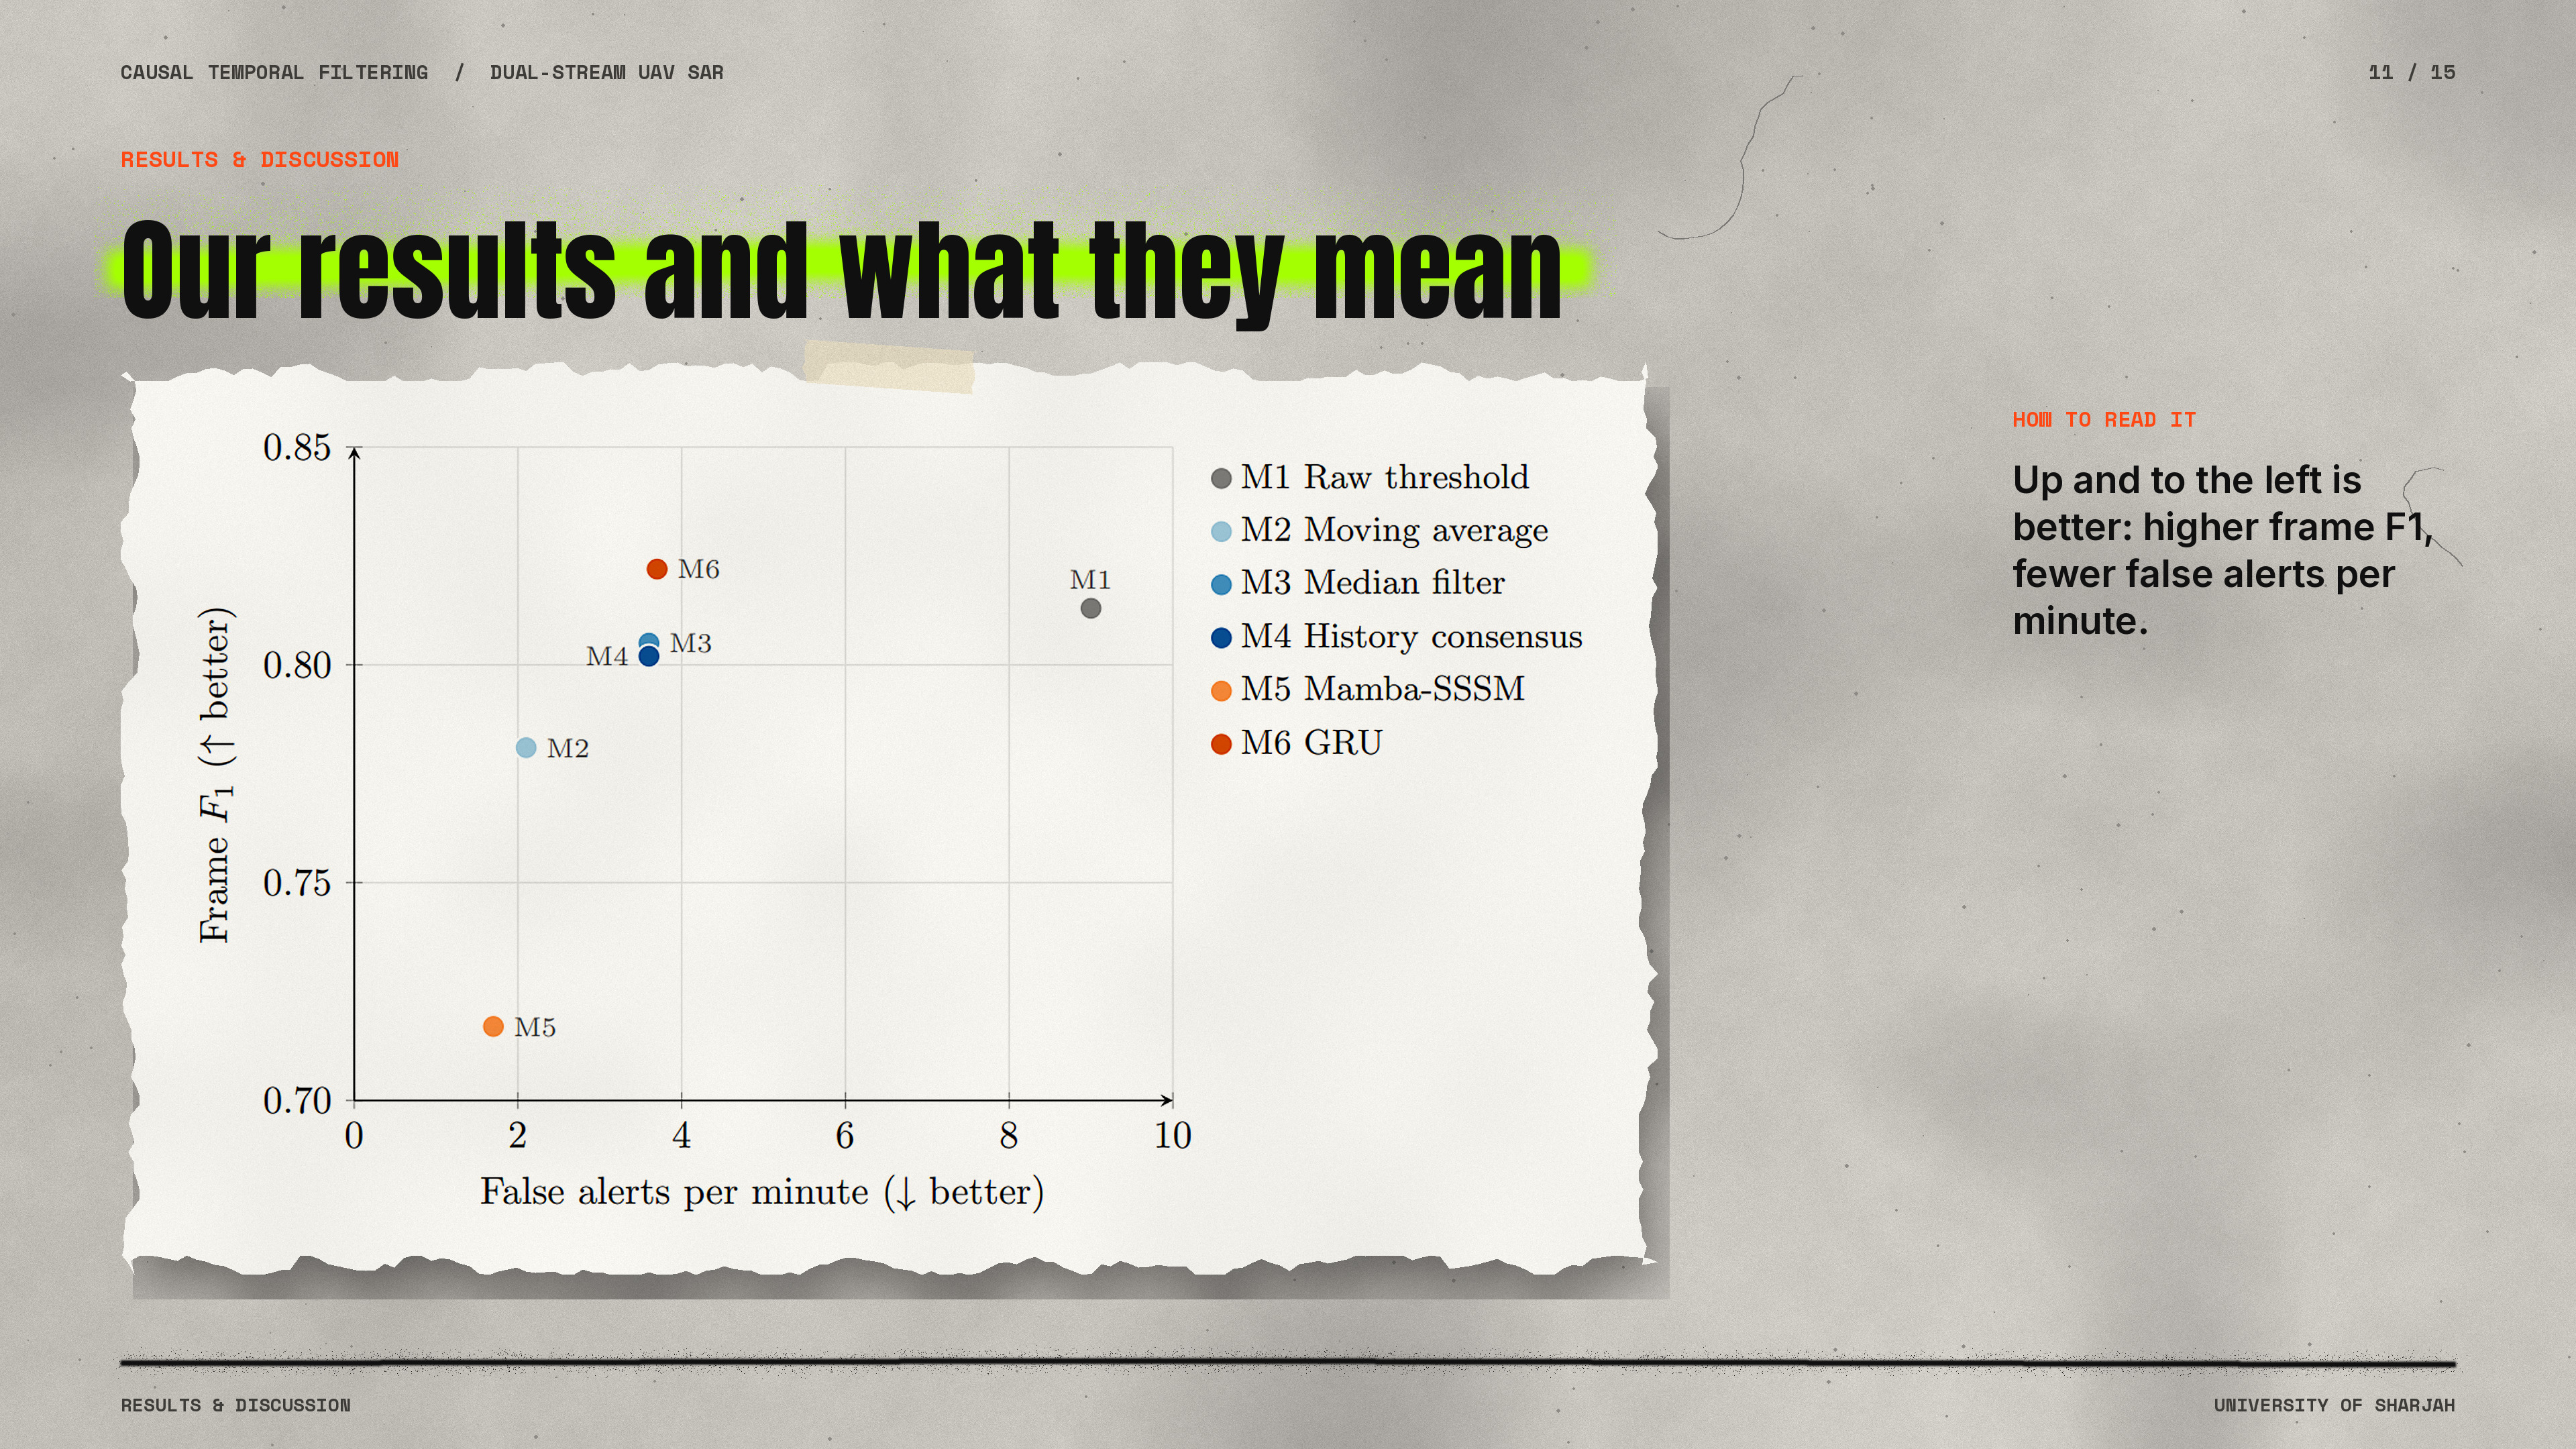 CAUSAL TEMPORAL FILTERING / DUAL-STREAM UAV SAR
11 / 15
RESULTS & DISCUSSION
Our results and what they mean
0.85
0.80
0.75
0.70
Frame F₁ (↑ better)
M6
M1
M3
M4
M2
M5
0 2 4 6 8 10
False alerts per minute (↓ better)
M1 Raw threshold
M2 Moving average
M3 Median filter
M4 History consensus
M5 Mamba-SSSM
M6 GRU
HOW TO READ IT
Up and to the left is
better: higher frame F1,
fewer false alerts per
minute.
RESULTS & DISCUSSION
UNIVERSITY OF SHARJAH